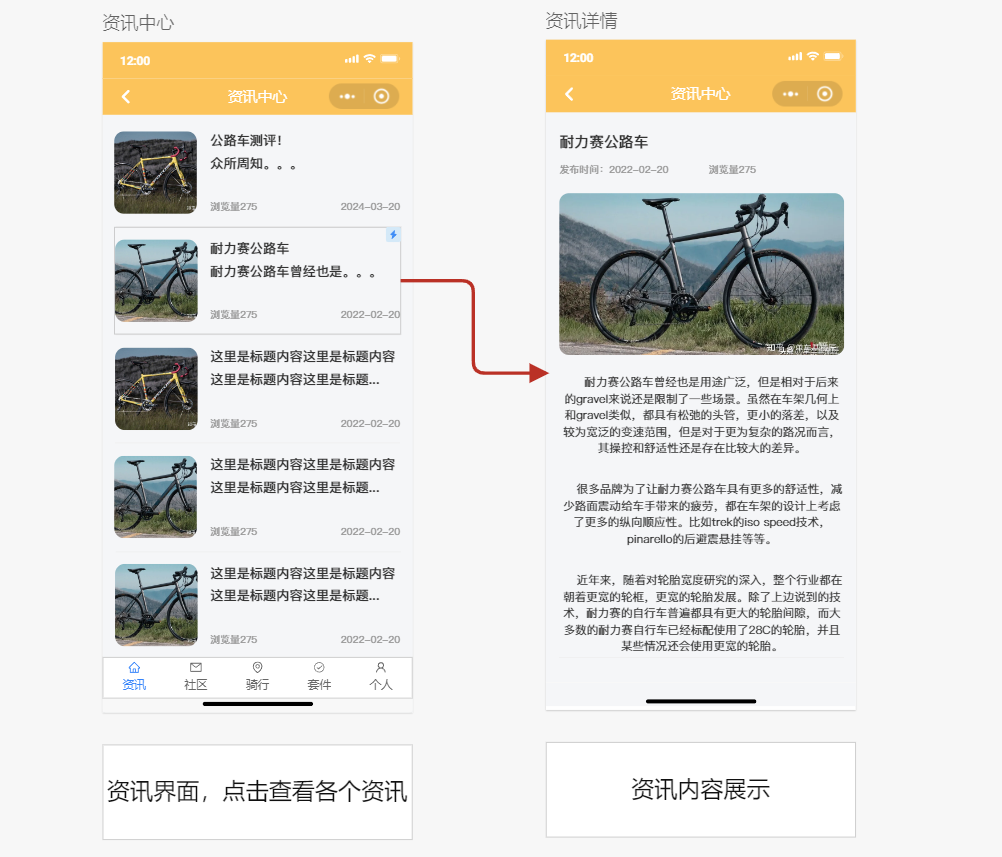 资讯中心
12:00
资讯中心
公路车测评！
众所周知。。。
浏览量275
2024-03-20
耐力赛公路车
耐力赛公路车曾经也是。。。
浏览量275
2022-02-20
这里是标题内容这里是标题内容
这里是标题内容这里是标题...
浏览量275
2022-02-20
这里是标题内容这里是标题内容
这里是标题内容这里是标题...
浏览量275
2022-02-20
这里是标题内容这里是标题内容
这里是标题内容这里是标题...
浏览量275
2022-02-20
资讯
社区
骑行
套件
个人
资讯界面，点击查看各个资讯
资讯详情
12:00
资讯中心
耐力赛公路车
发布时间：2022-02-20
浏览量275
耐力赛公路车曾经也是用途广泛，但是相对于后来
的gravel来说还是限制了一些场景。虽然在车架几何上
和gravel类似，都具有松弛的头管，更小的落差，以及
较为宽泛的变速范围，但是对于更为复杂的路况而言，
其操控和舒适性还是存在比较大的差异。
很多品牌为了让耐力赛公路车具有更多的舒适性，减
少路面震动给车手带来的疲劳，都在车架的设计上考虑
了更多的纵向顺应性。比如trek的iso speed技术，
pinarello的后避震悬挂等等。
近年来，随着对轮胎宽度研究的深入，整个行业都在
朝着更宽的轮框，更宽的轮胎发展。除了上边说到的技
术，耐力赛的自行车普遍都具有更大的轮胎间隙，而大
多数的耐力赛自行车已经标配使用了28C的轮胎，并且
某些情况还会使用更宽的轮胎。
资讯内容展示